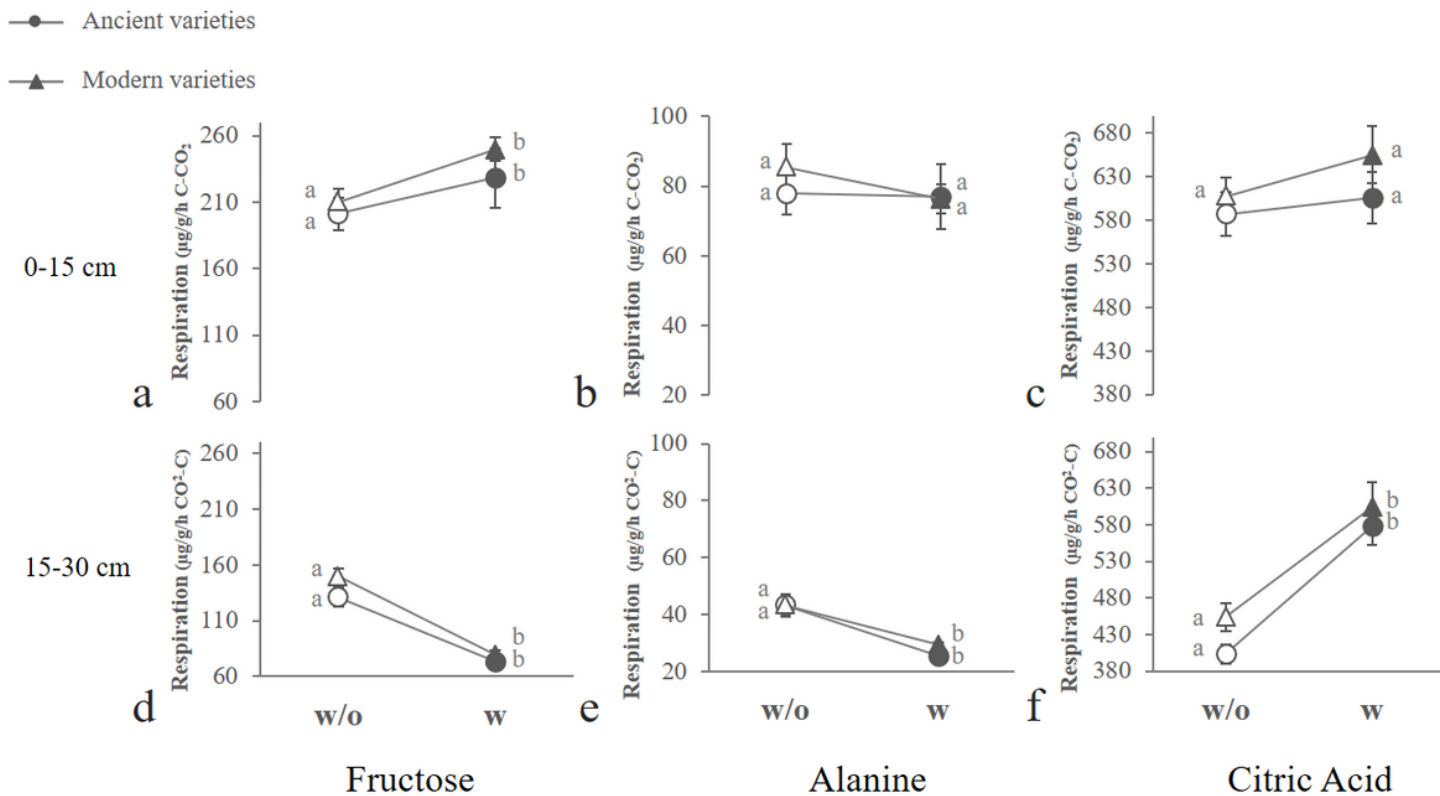 Ancient varieties
Modern varieties
0-15 cm
a
Respiration (µg/g/h C-CO₂
260
210
160
110
60
a
a
b
b
b
Respiration (µg/g/h C-CO₂)
100
80
60
40
20
a
a
a
a
c
Respiration (µg/g/h C-CO₂)
680
630
580
530
480
430
380
a
a
a
15-30 cm
d
Respiration (µg/g/h CO²-C)
260
210
160
110
60
a
a
b
b
w/o w
e
Respiration (µg/g/h CO²-C)
100
80
60
40
20
a
a
b
b
w/o w
f
Respiration (µg/g/h CO²-C)
680
630
580
530
480
430
380
a
a
b
b
w/o w
Fructose Alanine Citric Acid